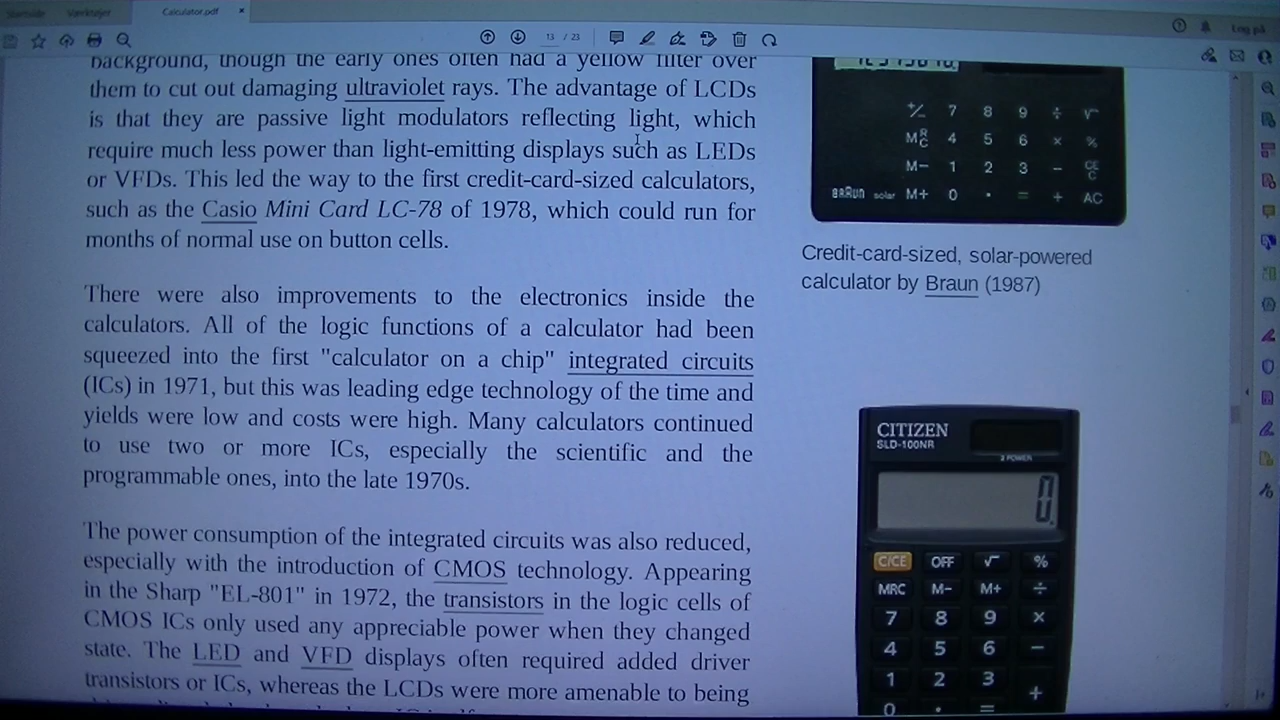 Startside Værktøjer Calculator.pdf ×
13 / 23
Log på
background, though the early ones often had a yellow filter over
them to cut out damaging ultraviolet rays. The advantage of LCDs
is that they are passive light modulators reflecting light, which
require much less power than light-emitting displays such as LEDs
or VFDs. This led the way to the first credit-card-sized calculators,
such as the Casio Mini Card LC-78 of 1978, which could run for
months of normal use on button cells.
There were also improvements to the electronics inside the
calculators. All of the logic functions of a calculator had been
squeezed into the first "calculator on a chip" integrated circuits
(ICs) in 1971, but this was leading edge technology of the time and
yields were low and costs were high. Many calculators continued
to use two or more ICs, especially the scientific and the
programmable ones, into the late 1970s.
The power consumption of the integrated circuits was also reduced,
especially with the introduction of CMOS technology. Appearing
in the Sharp "EL-801" in 1972, the transistors in the logic cells of
CMOS ICs only used any appreciable power when they changed
state. The LED and VFD displays often required added driver
transistors or ICs, whereas the LCDs were more amenable to being
+/- 7 8 9 ÷ √
MRC 4 5 6 × %
M− 1 2 3 − CE C
BRAUN solar M+ 0 · = + AC
Credit-card-sized, solar-powered
calculator by Braun (1987)
CITIZEN
SLD-100NR
2 POWER
0.
C/CE OFF √ %
MRC M− M+ ÷
7 8 9 ×
4 5 6 −
1 2 3 +
0 · =